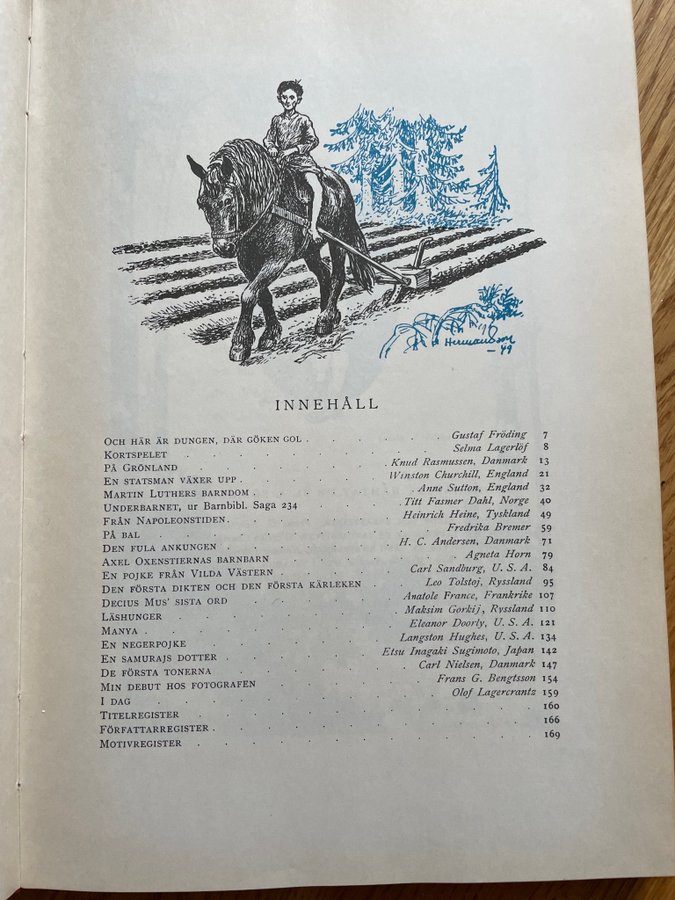 Hermansson
-49
INNEHÅLL
OCH HÄR ÄR DUNGEN, DÄR GÖKEN GOL . . . . . . Gustaf Fröding 7
KORTSPELET . . . . . . Selma Lagerlöf 8
PÅ GRÖNLAND . . . . . . Knud Rasmussen, Danmark 13
EN STATSMAN VÄXER UPP . . . . . . Winston Churchill, England 21
MARTIN LUTHERS BARNDOM . . . . . . Anne Sutton, England 32
UNDERBARNET, ur Barnbibl. Saga 234 . . . . . . Titt Fasmer Dahl, Norge 40
FRÅN NAPOLEONSTIDEN . . . . . . Heinrich Heine, Tyskland 49
PÅ BAL . . . . . . Fredrika Bremer 59
DEN FULA ANKUNGEN . . . . . . H. C. Andersen, Danmark 71
AXEL OXENSTIERNAS BARNBARN . . . . . . Agneta Horn 79
EN POJKE FRÅN VILDA VÄSTERN . . . . . . Carl Sandburg, U. S. A. 84
DEN FÖRSTA DIKTEN OCH DEN FÖRSTA KÄRLEKEN . . . . . . Leo Tolstoj, Ryssland 95
DECIUS MUS' SISTA ORD . . . . . . Anatole France, Frankrike 107
LÄSHUNGER . . . . . . Maksim Gorkij, Ryssland 110
MANYA . . . . . . Eleanor Doorly, U. S. A. 121
EN NEGERPOJKE . . . . . . Langston Hughes, U. S. A. 134
EN SAMURAJS DOTTER . . . . . . Etsu Inagaki Sugimoto, Japan 142
DE FÖRSTA TONERNA . . . . . . Carl Nielsen, Danmark 147
MIN DEBUT HOS FOTOGRAFEN . . . . . . Frans G. Bengtsson 154
I DAG . . . . . . Olof Lagercrantz 159
TITELREGISTER . . . . . . 160
FÖRFATTARREGISTER . . . . . . 166
MOTIVREGISTER . . . . . . 169